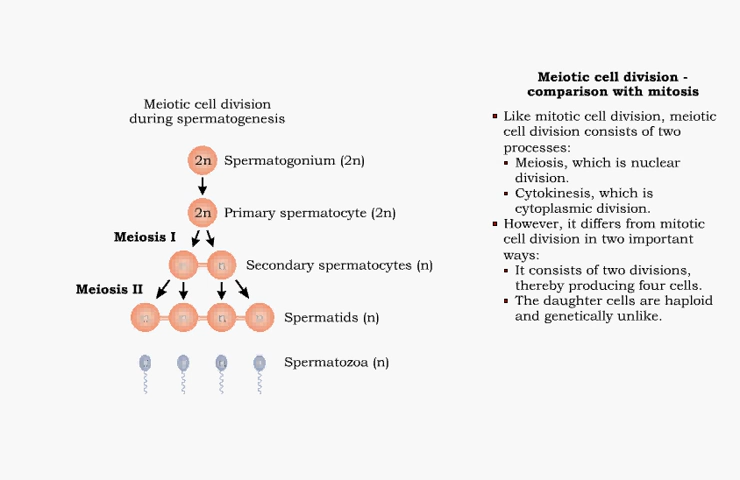 Meiotic cell division
during spermatogenesis
2n Spermatogonium (2n)
2n Primary spermatocyte (2n)
Meiosis I
n n Secondary spermatocytes (n)
Meiosis II
n n n n Spermatids (n)
Spermatozoa (n)
Meiotic cell division -
comparison with mitosis
Like mitotic cell division, meiotic
cell division consists of two
processes:
Meiosis, which is nuclear
division.
Cytokinesis, which is
cytoplasmic division.
However, it differs from mitotic
cell division in two important
ways:
It consists of two divisions,
thereby producing four cells.
The daughter cells are haploid
and genetically unlike.